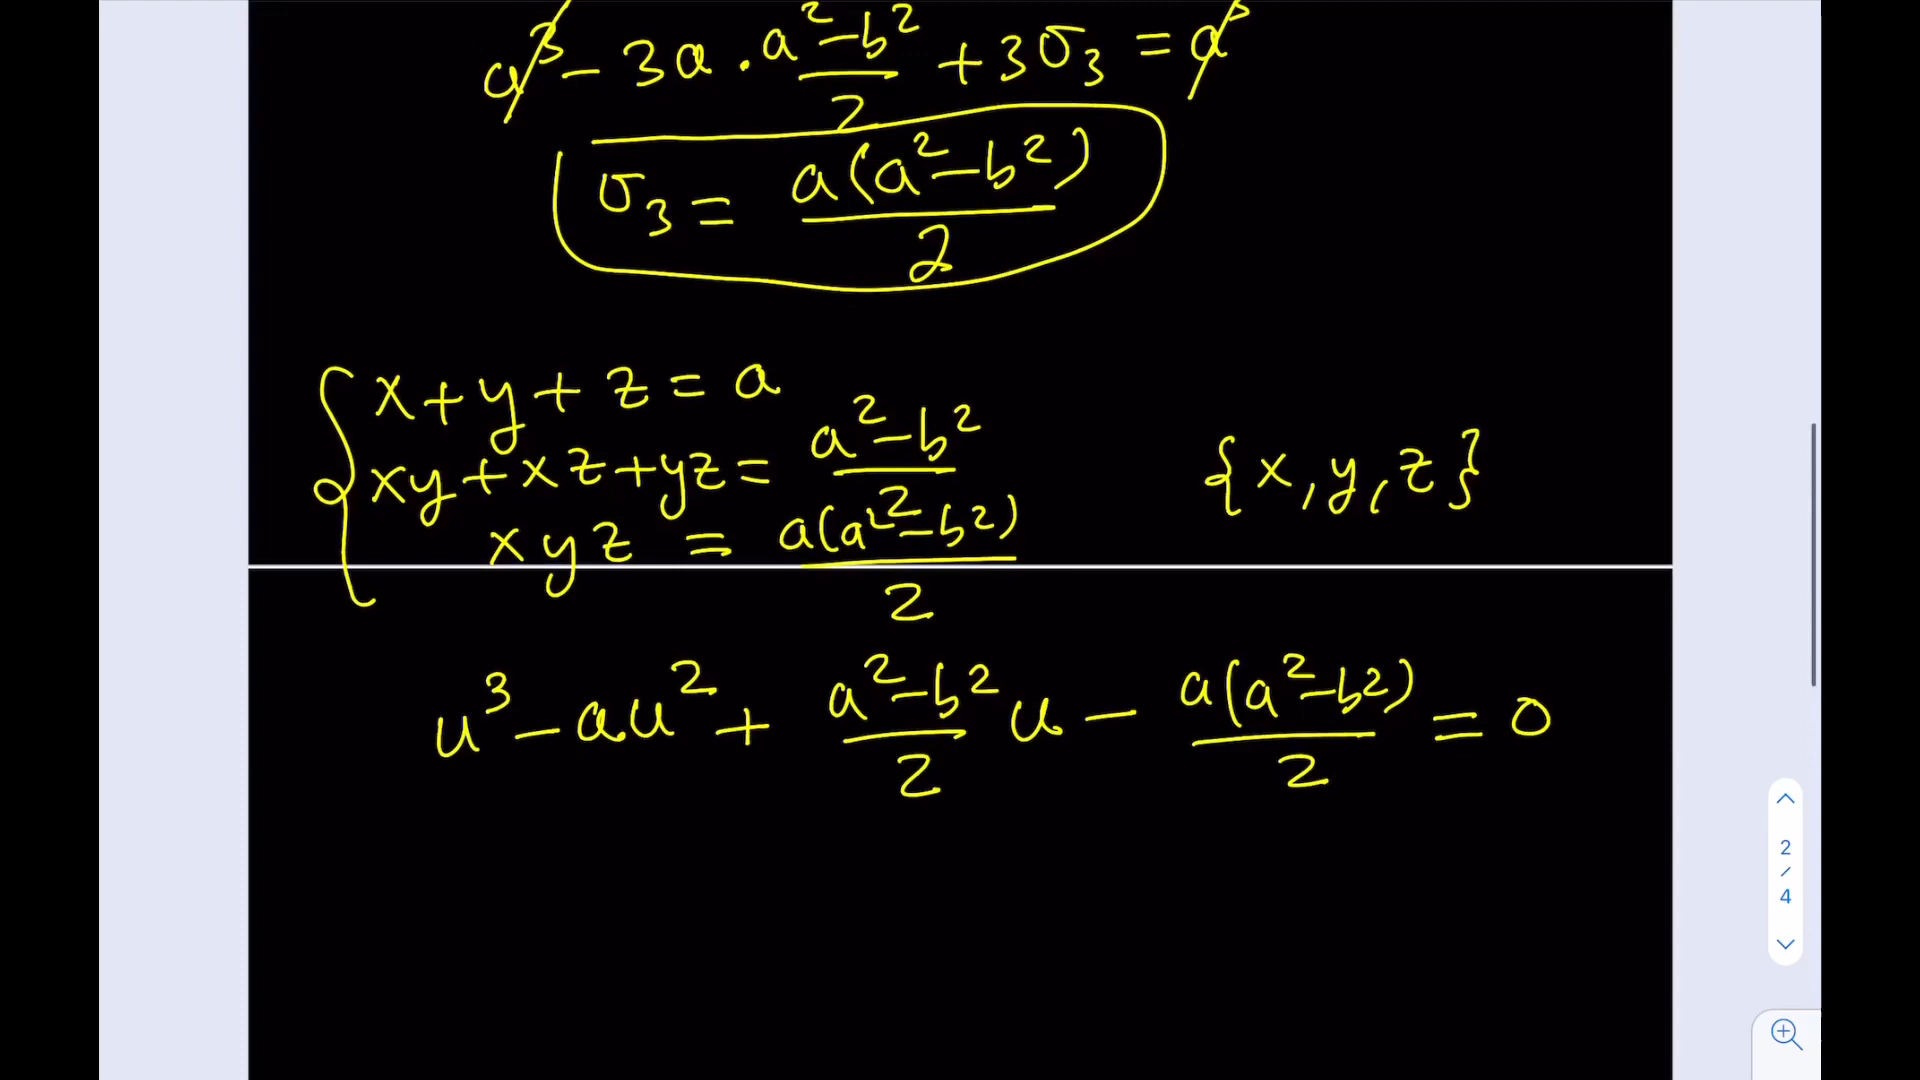 a³ - 3a · (a² - b²)/2 + 3σ₃ = a³
σ₃ = a(a² - b²)/2
x + y + z = a
xy + xz + yz = (a² - b²)/2
{x, y, z}
xyz = a(a² - b²)/2
u³ - au² + (a² - b²)/2 u - a(a² - b²)/2 = 0
2
/
4